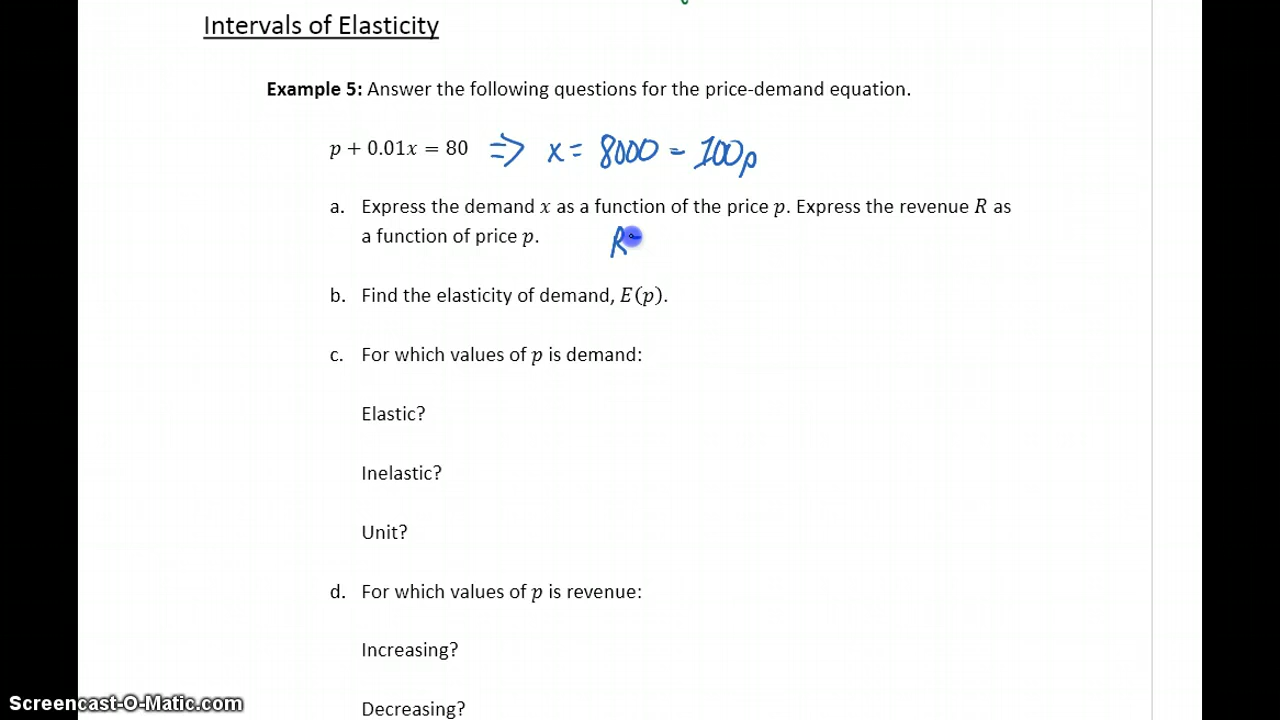 Intervals of Elasticity
Example 5: Answer the following questions for the price-demand equation.
p + 0.01x = 80 ⇒ x = 8000 - 100p
a. Express the demand x as a function of the price p. Express the revenue R as
a function of price p. R
b. Find the elasticity of demand, E(p).
c. For which values of p is demand:
Elastic?
Inelastic?
Unit?
d. For which values of p is revenue:
Increasing?
Decreasing?
Screencast-O-Matic.com